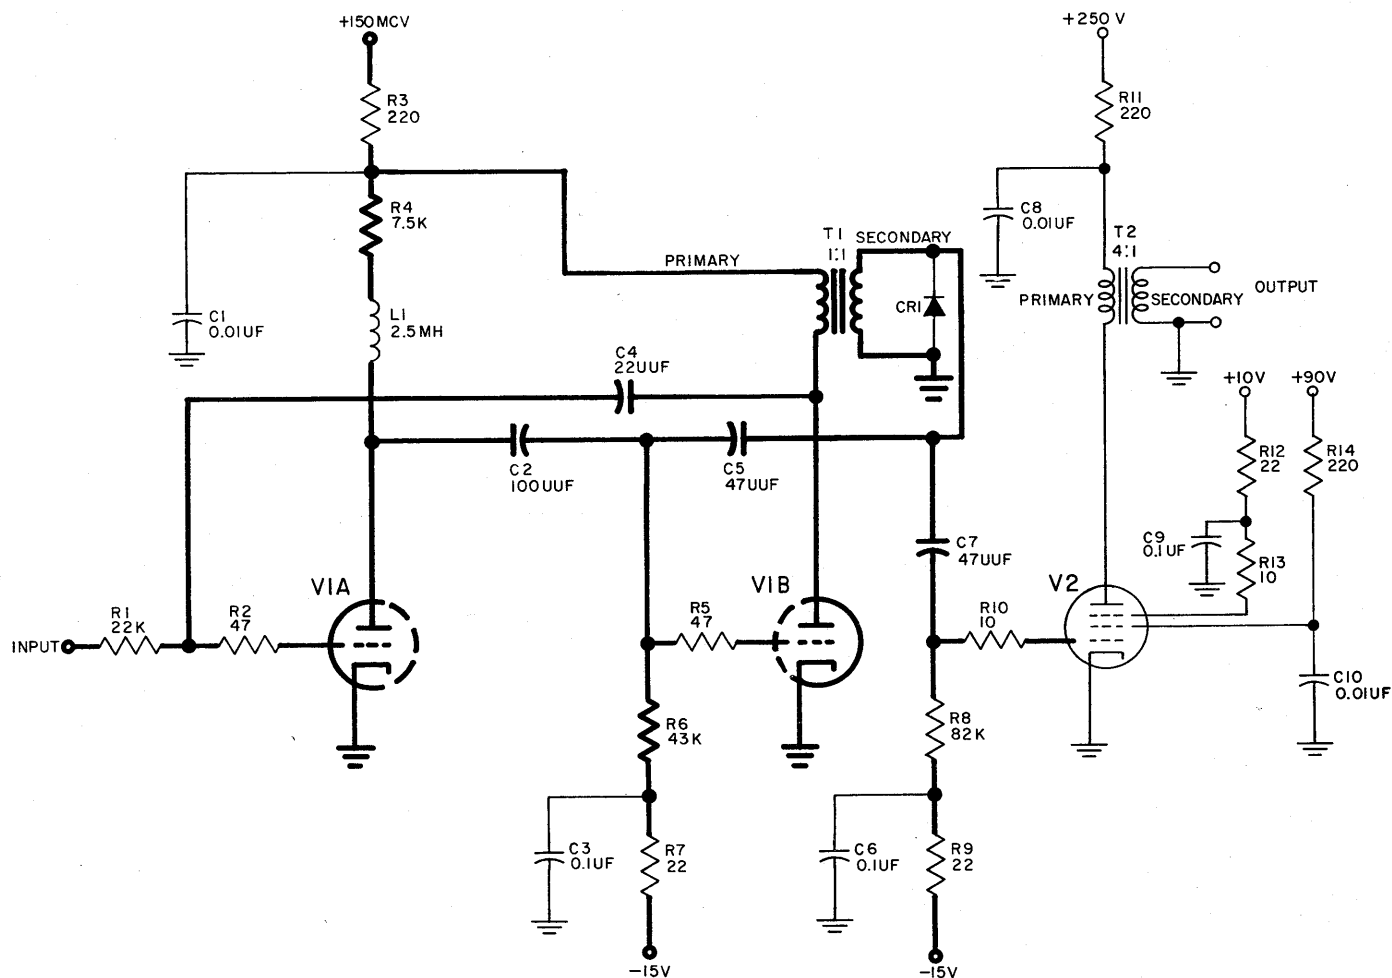 +150MCV
R3
220
R4
7.5K
C1
0.01UF
L1
2.5MH
C4
22UUF
C2
100UUF
C5
47UUF
PRIMARY
T1
1:1
SECONDARY
CR1
C7
47UUF
V1A
R1
22K
R2
47
INPUT
V1B
R5
47
R6
43K
C3
0.1UF
R7
22
-15V
R10
10
R8
82K
C6
0.1UF
R9
22
-15V
+250V
R11
220
C8
0.01UF
T2
4:1
PRIMARY
SECONDARY
OUTPUT
+10V
+90V
R12
22
R14
220
C9
0.1UF
R13
10
V2
C10
0.01UF